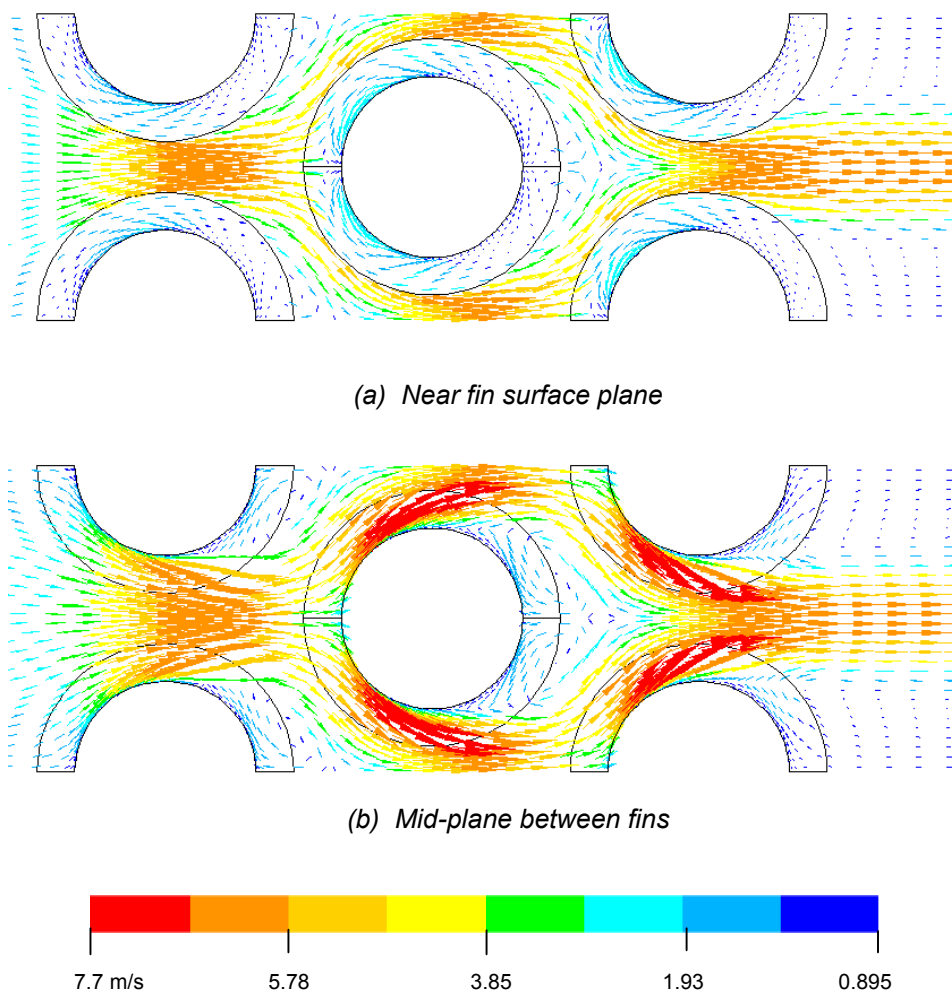 (a) Near fin surface plane
(b) Mid-plane between fins
7.7 m/s 5.78 3.85 1.93 0.895